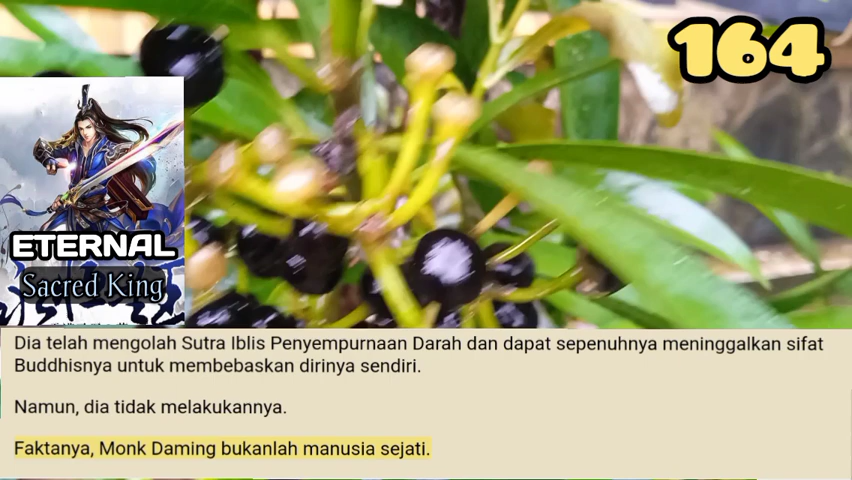 164
ETERNAL
Sacred King
Dia telah mengolah Sutra Iblis Penyempurnaan Darah dan dapat sepenuhnya meninggalkan sifat
Buddhisnya untuk membebaskan dirinya sendiri.
Namun, dia tidak melakukannya.
Faktanya, Monk Daming bukanlah manusia sejati.